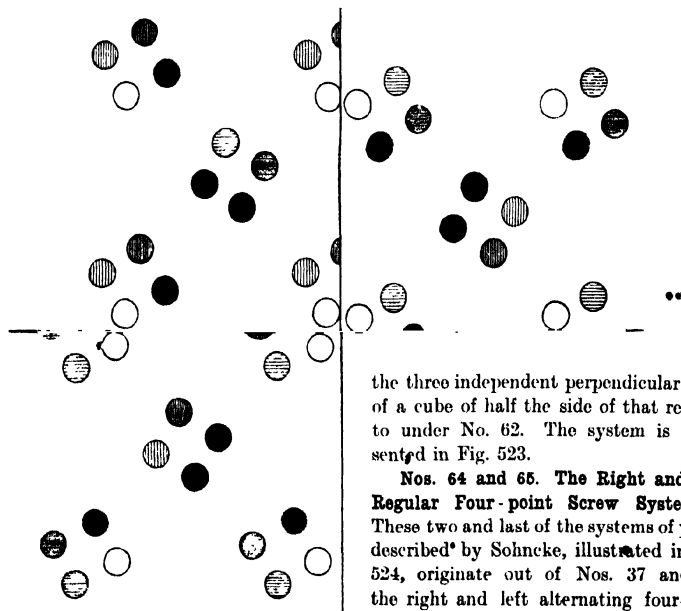 the three independent perpendicular
of a cube of half the side of that re
to under No. 62. The system is
sented in Fig. 523.
Nos. 64 and 65. The Right and
Regular Four-point Screw Syste
These two and last of the systems of
described by Sohncke, illustrated in
524, originate out of Nos. 37 an
the right and left alternating four-